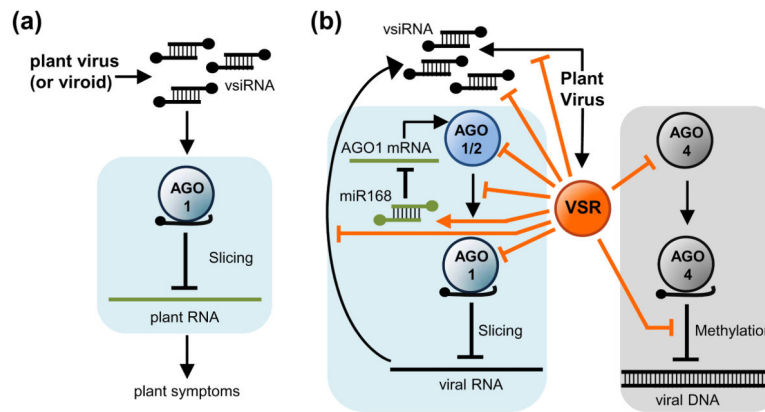 (a)
plant virus
(or viroid)
vsiRNA
AGO
1
Slicing
plant RNA
plant symptoms
(b)
vsiRNA
Plant
Virus
AGO1 mRNA
AGO
1/2
miR168
VSR
AGO
1
Slicing
viral RNA
AGO
4
AGO
4
Methylation
viral DNA